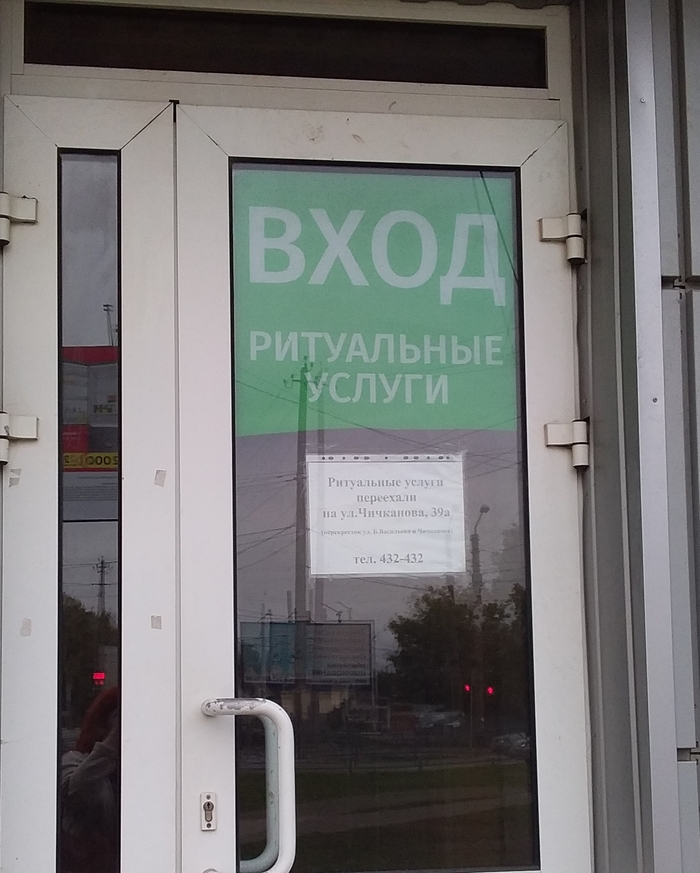 ВХОД
РИТУАЛЬНЫЕ
УСЛУГИ
Ритуальные услуги
переехали
на ул.Чичканова, 39а
тел. 432-432